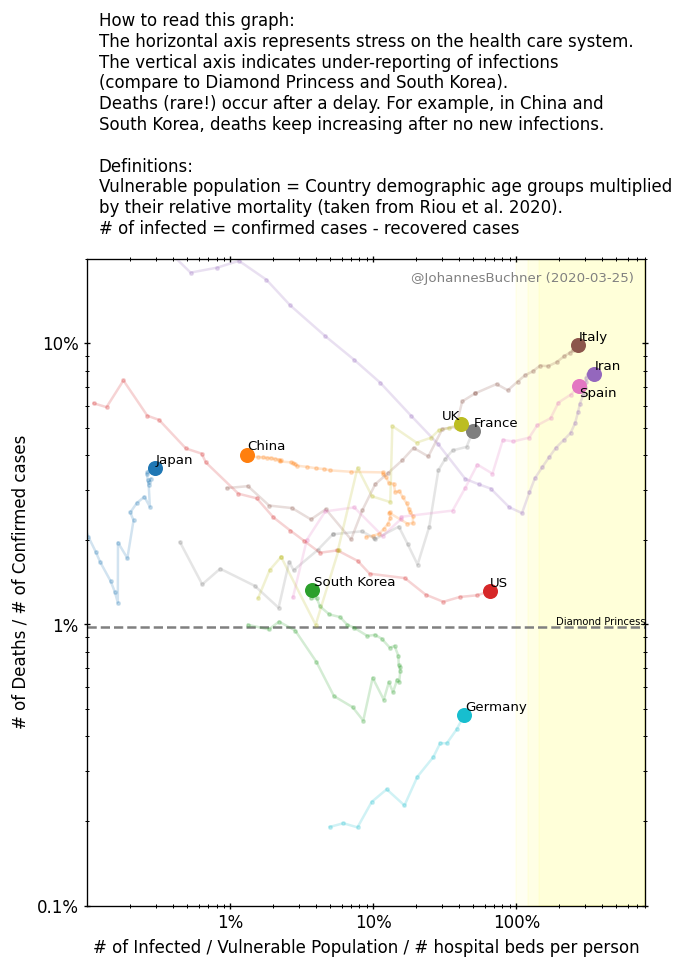 How to read this graph:
The horizontal axis represents stress on the health care system.
The vertical axis indicates under-reporting of infections
(compare to Diamond Princess and South Korea).
Deaths (rare!) occur after a delay. For example, in China and
South Korea, deaths keep increasing after no new infections.
Definitions:
Vulnerable population = Country demographic age groups multiplied
by their relative mortality (taken from Riou et al. 2020).
# of infected = confirmed cases - recovered cases
@JohannesBuchner (2020-03-25)
10%
Italy
Iran
Spain
UK
France
China
Japan
South Korea
US
1%
Diamond Princess
Germany
0.1%
# of Deaths / # of Confirmed cases
1%
10%
100%
# of Infected / Vulnerable Population / # hospital beds per person